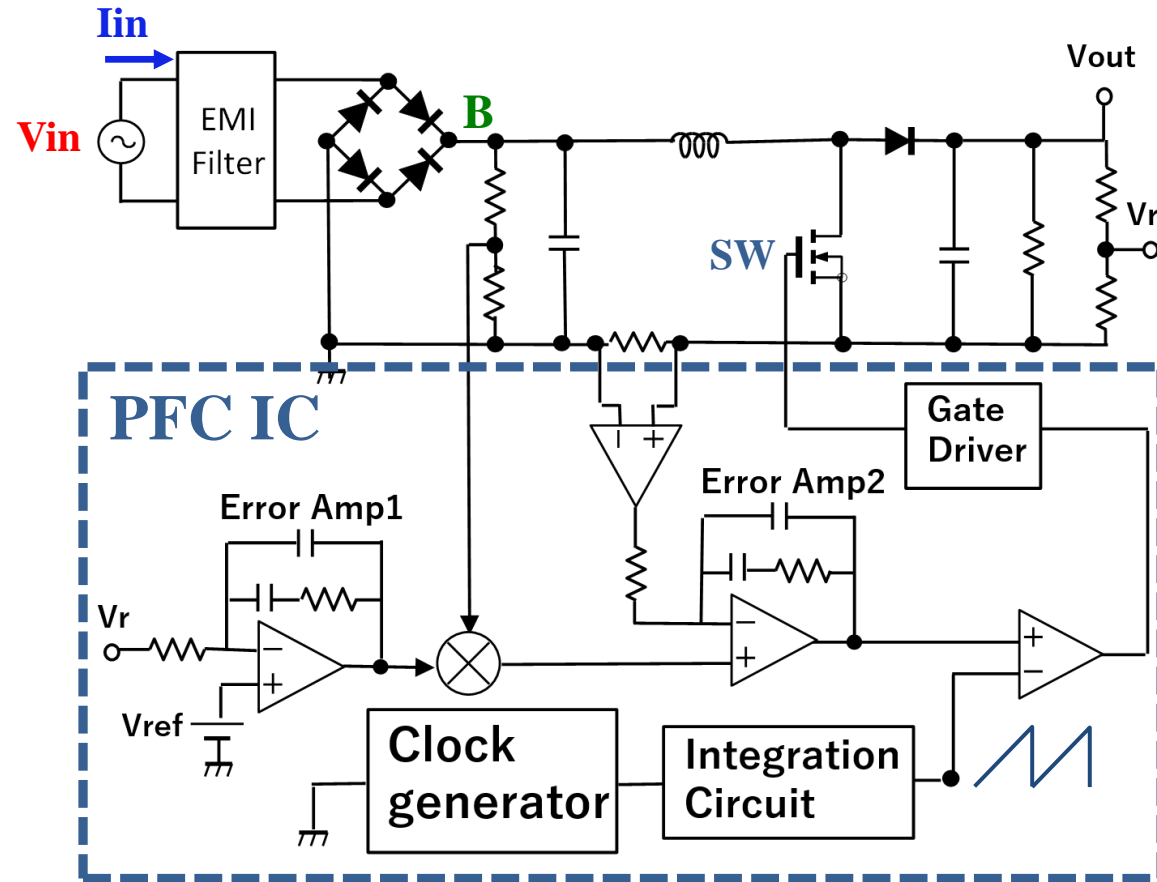 Iin
Vin
EMI
Filter
B
Vout
Vr
SW
PFC IC
Gate
Driver
− +
Error Amp1
Error Amp2
Vr
−
+
Vref
−
+
+
−
Clock
generator
Integration
Circuit